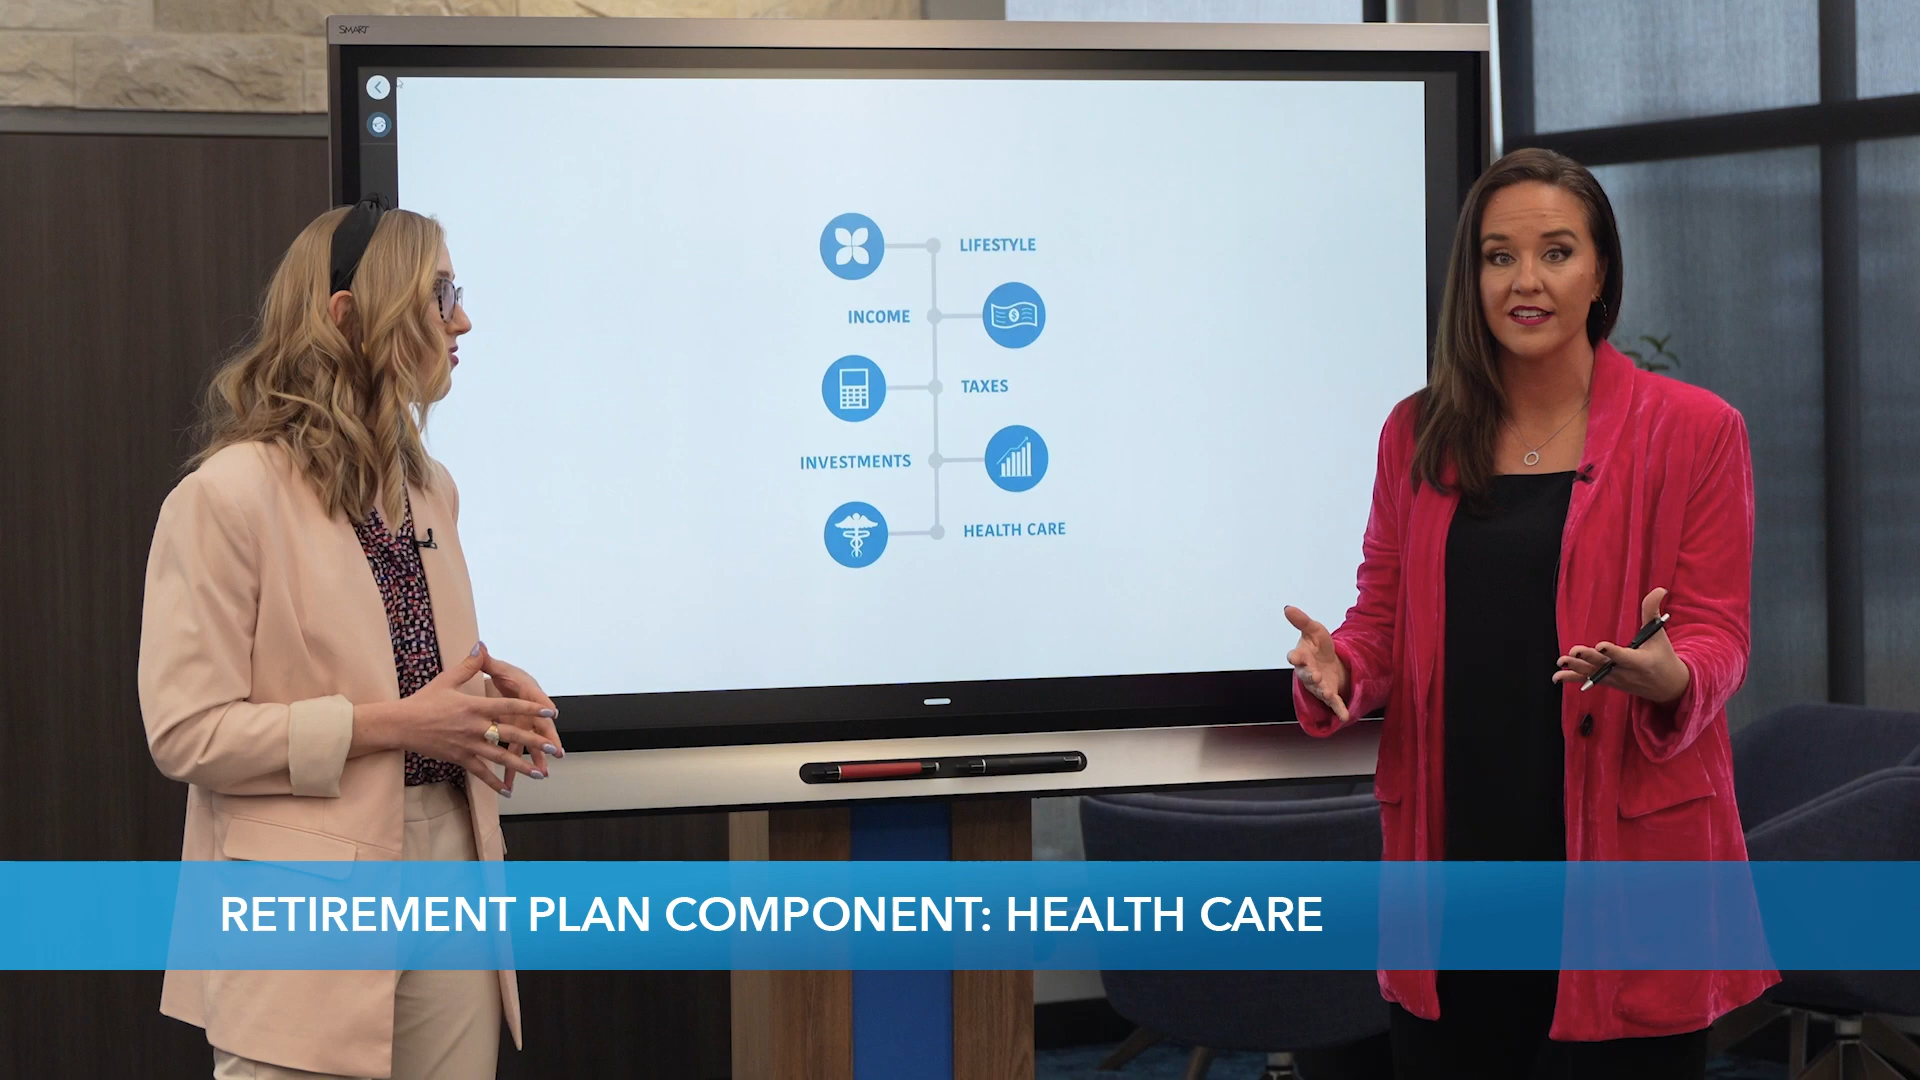 SMART
LIFESTYLE
INCOME
TAXES
INVESTMENTS
HEALTH CARE
RETIREMENT PLAN COMPONENT: HEALTH CARE